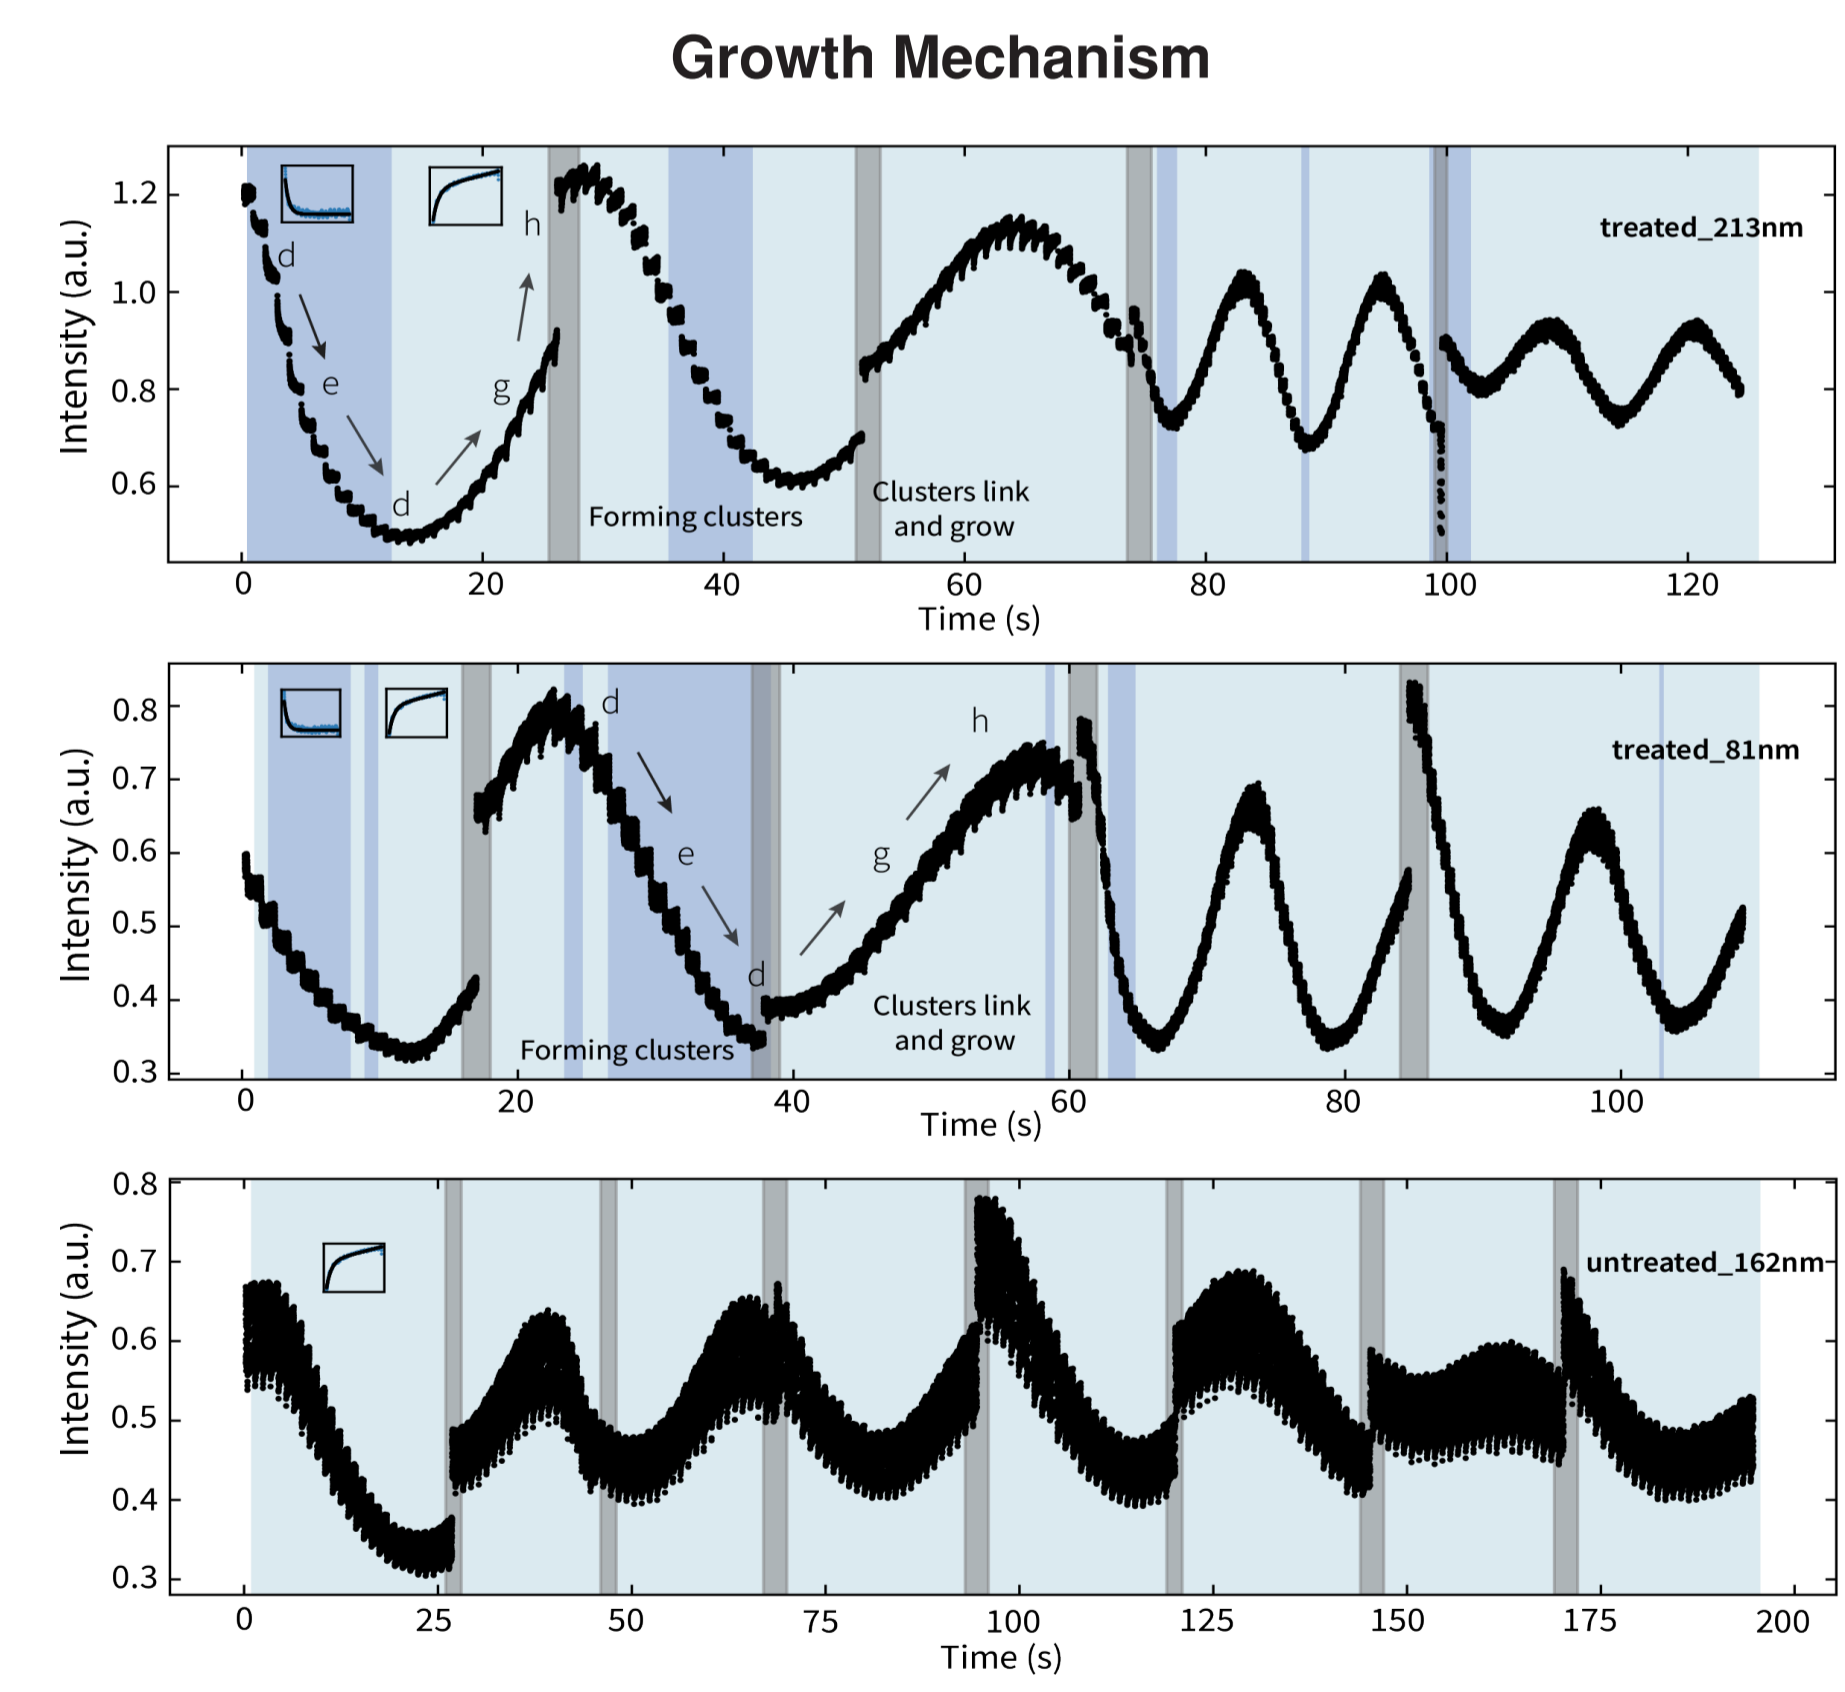 Growth Mechanism
Intensity (a.u.)
1.2
1.0
0.8
0.6
d
e
d
g
h
Forming clusters
Clusters link
and grow
treated_213nm
0 20 40 60 80 100 120
Time (s)
Intensity (a.u.)
0.8
0.7
0.6
0.5
0.4
0.3
d
e
d
g
h
Forming clusters
Clusters link
and grow
treated_81nm
0 20 40 60 80 100
Time (s)
Intensity (a.u.)
0.8
0.7
0.6
0.5
0.4
0.3
untreated_162nm
0 25 50 75 100 125 150 175 200
Time (s)